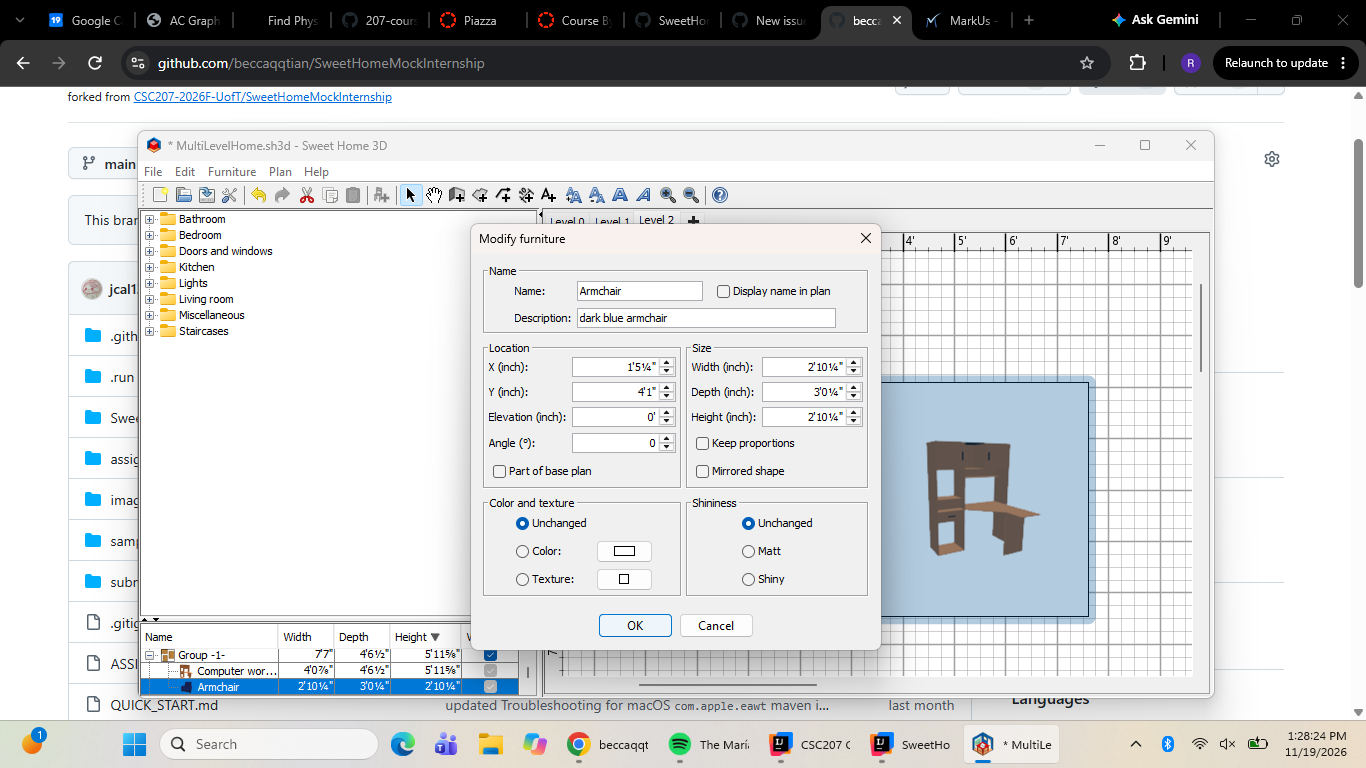 19
Google C
AC Graph
Find Phys
207-cour
Piazza
Course B
SweetHo
New issu
becca
MarkUs -
Ask Gemini
github.com/beccaqqtian/SweetHomeMockInternship
R
Relaunch to update
forked from CSC207-2026F-UofT/SweetHomeMockInternship
main
This bran
jcal1
.gith
.run
Swe
assig
imag
sam
subr
.gitig
ASSI
QUICK_START.md
updated Troubleshooting for macOS com.apple.eawt maven i...
last month
Languages
* MultiLevelHome.sh3d - Sweet Home 3D
File Edit Furniture Plan Help
Bathroom
Bedroom
Doors and windows
Kitchen
Lights
Living room
Miscellaneous
Staircases
Level 0 Level 1 Level 2
4' 5' 6' 7' 8' 9'
7'
Name Width Depth Height
Group -1- 7'7" 4'6½" 5'11⅝"
Computer wor... 4'0⅞" 4'6½" 5'11⅝"
Armchair 2'10¼" 3'0¼" 2'10¼"
Modify furniture
Name
Name: Armchair Display name in plan
Description: dark blue armchair
Location
X (inch): 1'5¼"
Y (inch): 4'1"
Elevation (inch): 0'
Angle (º): 0
Part of base plan
Size
Width (inch): 2'10¼"
Depth (inch): 3'0¼"
Height (inch): 2'10¼"
Keep proportions
Mirrored shape
Color and texture
Unchanged
Color:
Texture:
Shininess
Unchanged
Matt
Shiny
OK Cancel
1
Search
beccaqqt
The Marí
CSC207 C
SweetHo
* MultiLe
1:28:24 PM
11/19/2026